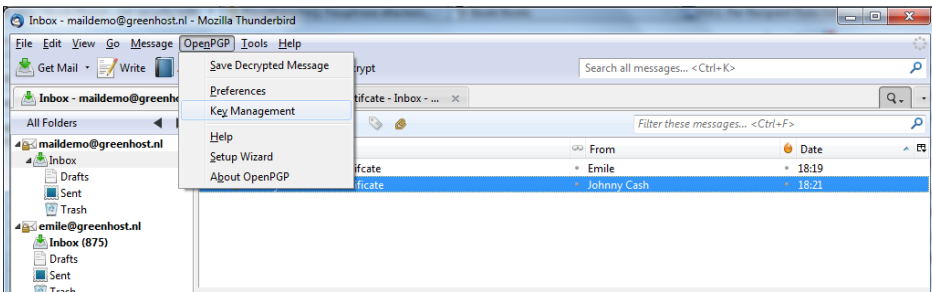 Inbox - maildemo@greenhost.nl - Mozilla Thunderbird
File Edit View Go Message OpenPGP Tools Help
Get Mail Write crypt Search all messages... <Ctrl+K>
Save Decrypted Message
Preferences
Key Management
Help
Setup Wizard
About OpenPGP
Inbox - maildemo@greenho tifcate - Inbox - ...
All Folders Filter these messages... <Ctrl+F>
From Date
ifcate Emile 18:19
ificate Johnny Cash 18:21
maildemo@greenhost.nl
Inbox
Drafts
Sent
Trash
emile@greenhost.nl
Inbox (875)
Drafts
Sent
Trash